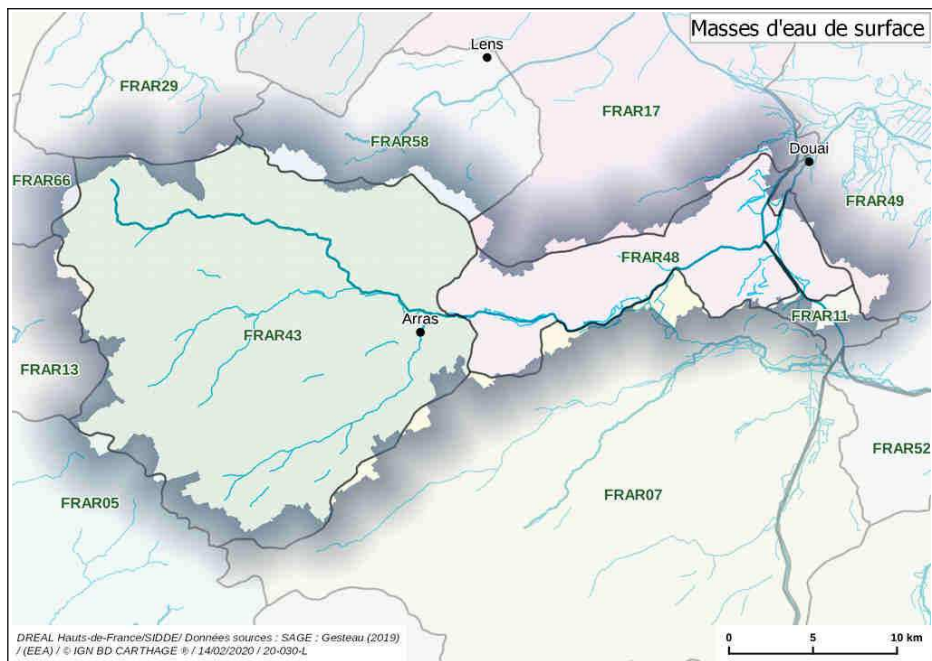 Masses d'eau de surface
Lens
FRAR29
FRAR17
FRAR58
Douai
FRAR66
FRAR49
FRAR48
FRAR11
Arras
FRAR43
FRAR13
FRAR52
FRAR05
FRAR07
DREAL Hauts-de-France/SIDDE/ Données sources : SAGE : Gesteau (2019)
/ (EEA) / © IGN BD CARTHAGE ® / 14/02/2020 / 20-030-L
0 5 10 km